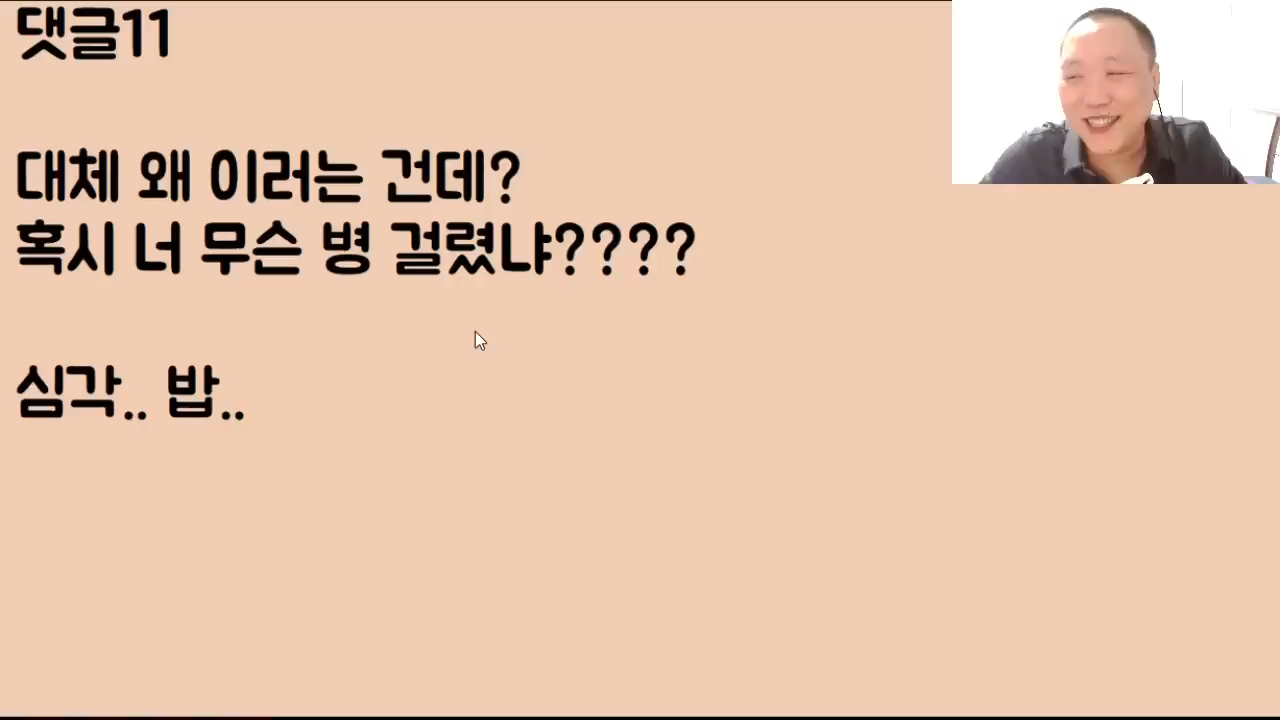 댓글11
대체 왜 이러는 건데?
혹시 너 무슨 병 걸렸냐????
심각.. 밥..